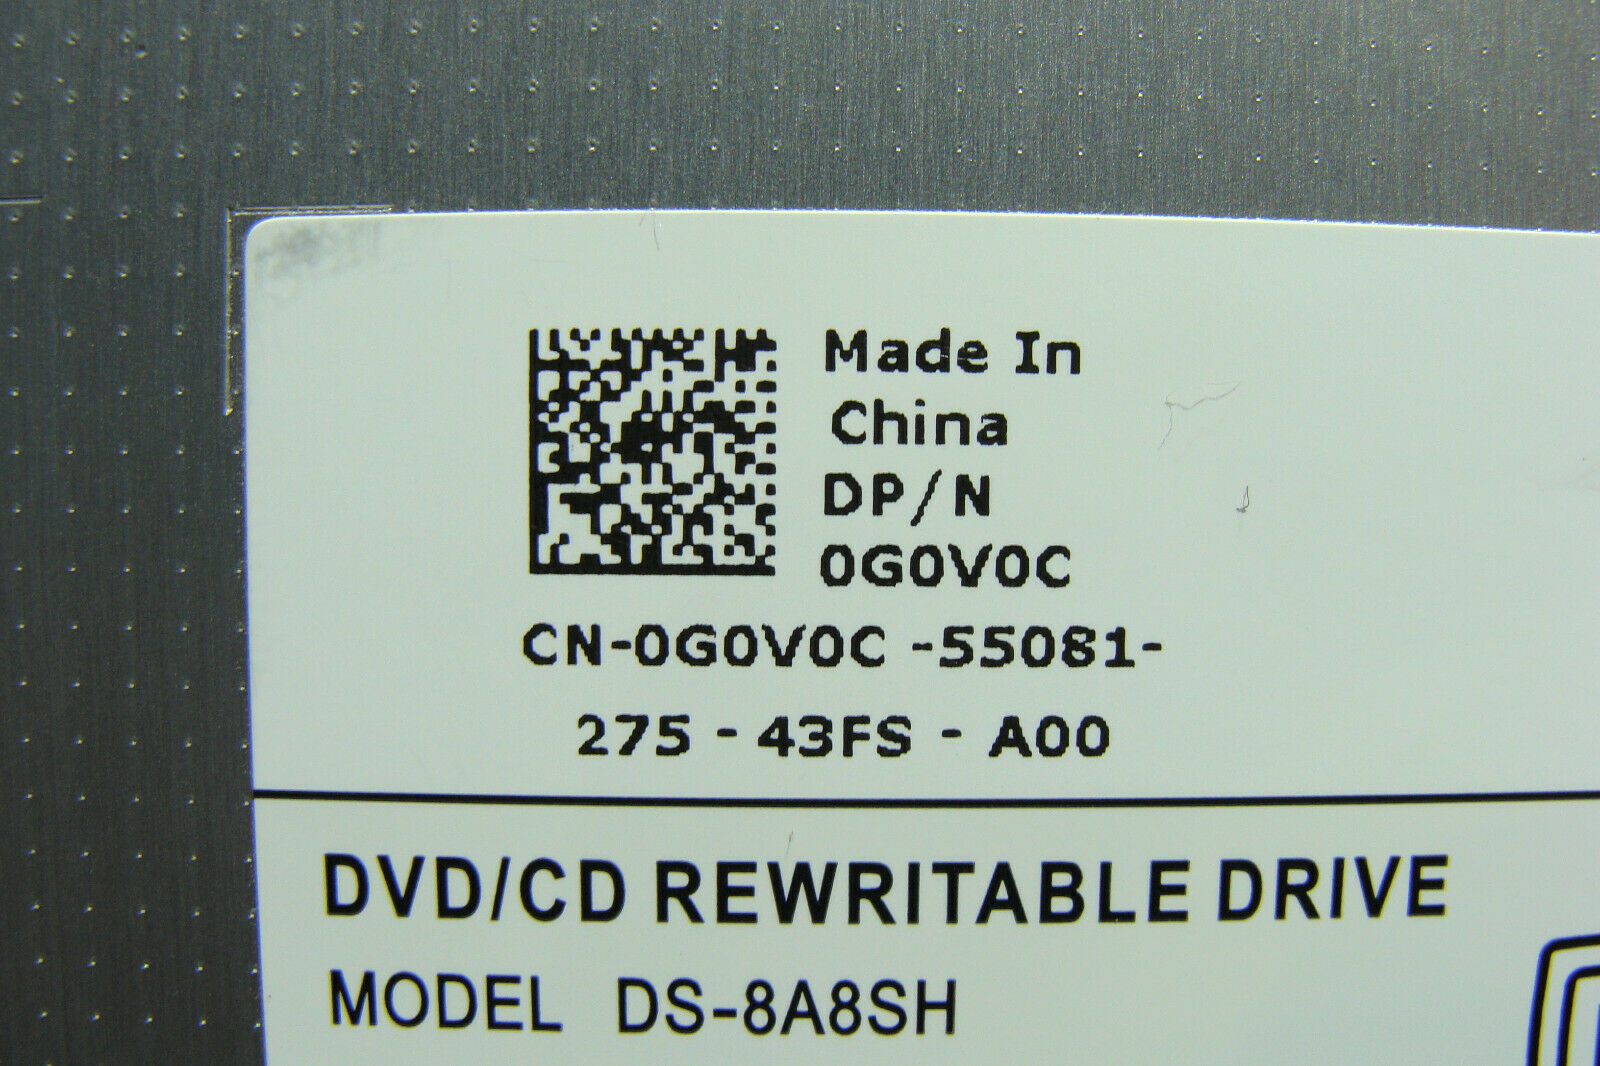 Made In
China
DP/N
0G0V0C
CN-0G0V0C -55081-
275 - 43FS - A00
DVD/CD REWRITABLE DRIVE
MODEL DS-8A8SH